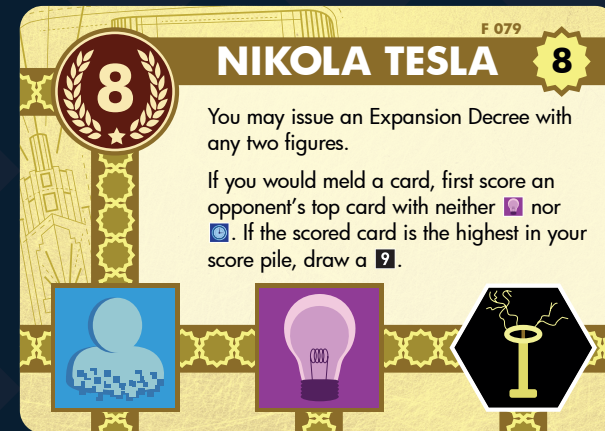 F 079
8
NIKOLA TESLA
8
You may issue an Expansion Decree with
any two figures.
If you would meld a card, first score an
opponent's top card with neither nor
. If the scored card is the highest in your
score pile, draw a 9.